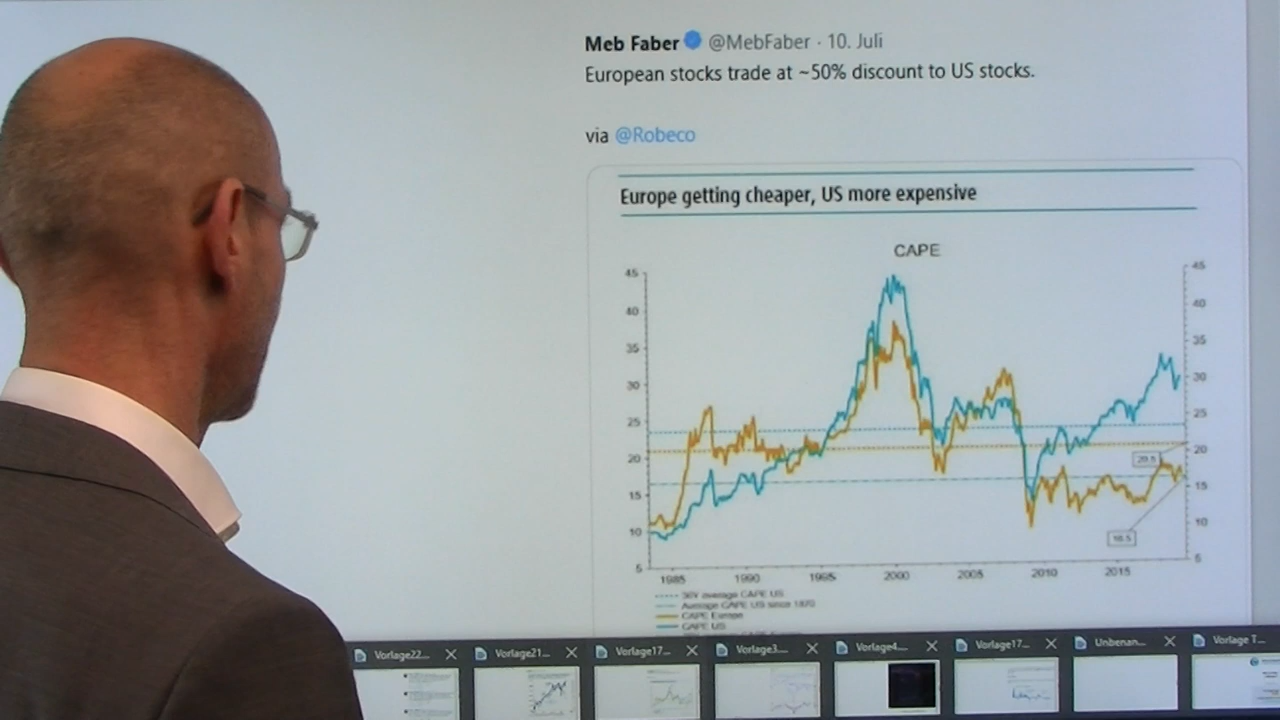 Meb Faber @MebFaber · 10. Juli
European stocks trade at ~50% discount to US stocks.
via @Robeco
Europe getting cheaper, US more expensive
CAPE
45 45
40 40
35 35
30 30
25 25
20 20
15 15
10 10
5 5
20.5
16.5
1985 1990 1995 2000 2005 2010 2015
average CAPE US
Average CAPE US since
CAPE Europe
CAPE US
Vorlage22... Vorlage21... Vorlage17... Vorlage3.... Vorlage4.... Vorlage17... Unbenan... Vorlage T...